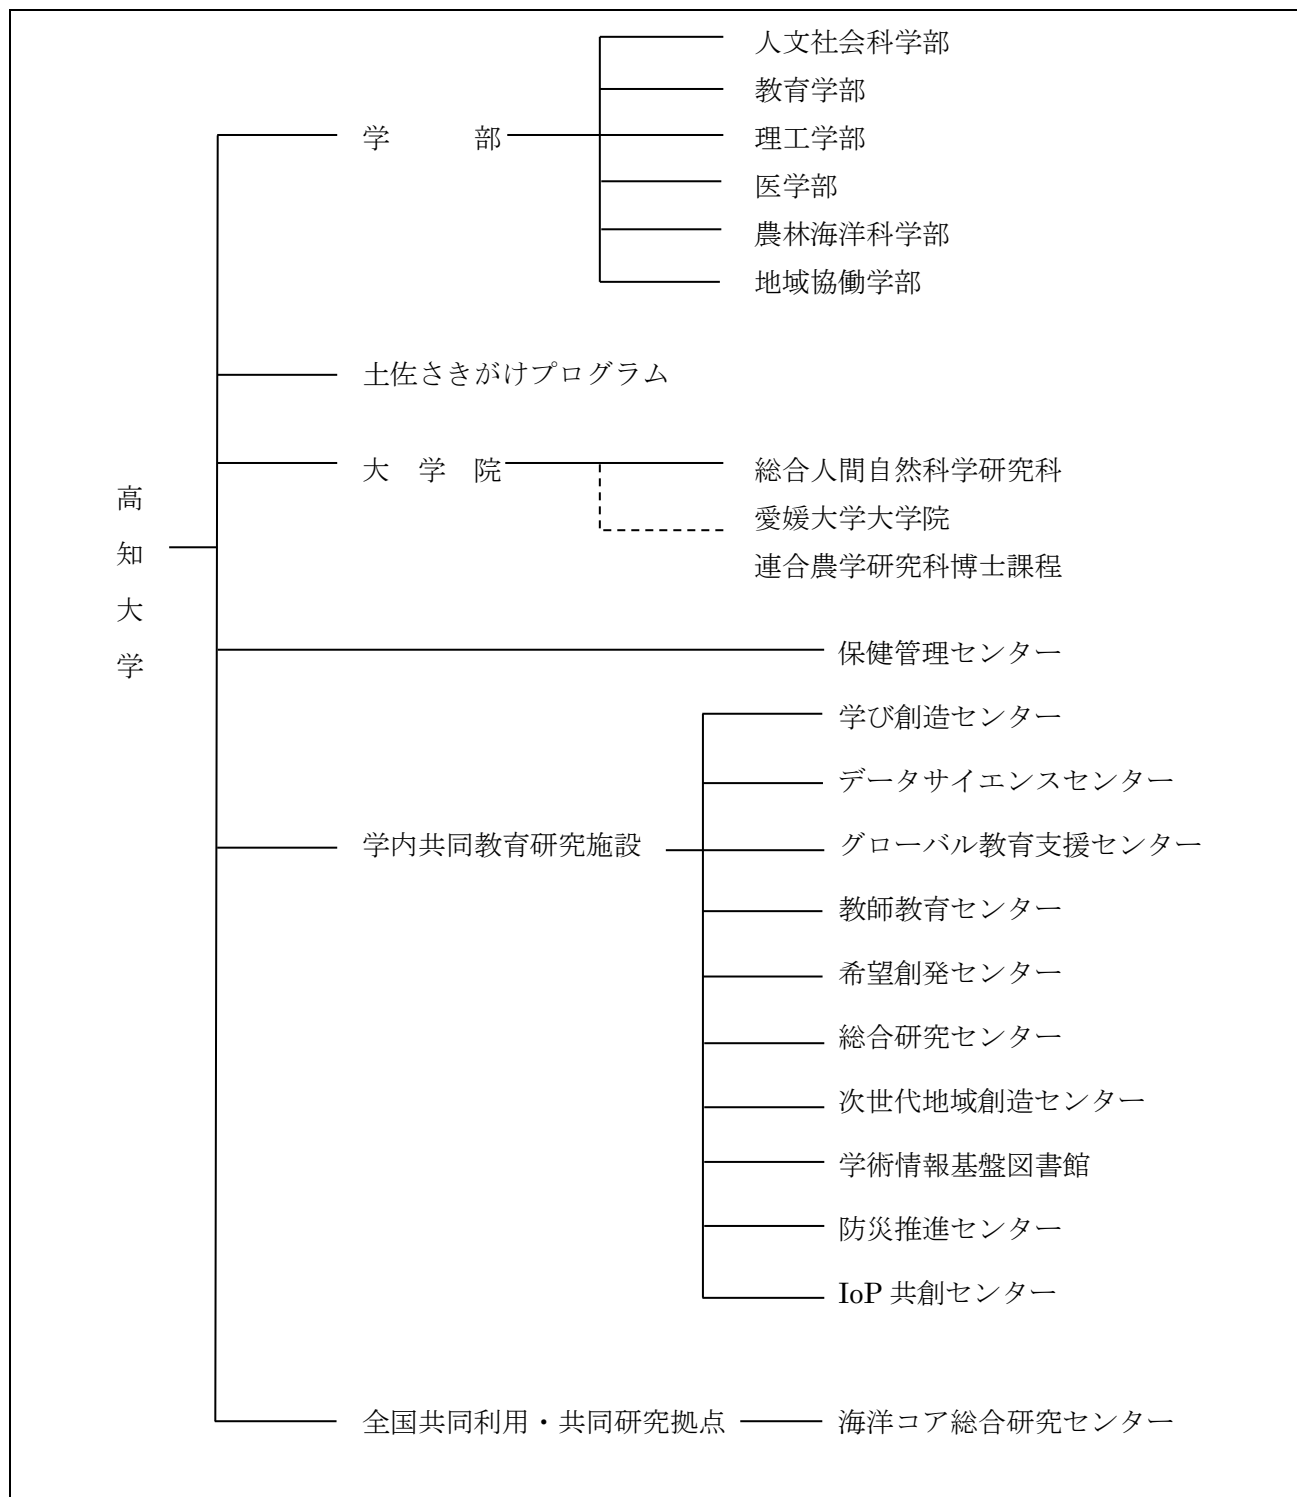 高知大学
学　　部
人文社会科学部
教育学部
理工学部
医学部
農林海洋科学部
地域協働学部
土佐さきがけプログラム
大　学　院
総合人間自然科学研究科
愛媛大学大学院
連合農学研究科博士課程
保健管理センター
学内共同教育研究施設
学び創造センター
データサイエンスセンター
グローバル教育支援センター
教師教育センター
希望創発センター
総合研究センター
次世代地域創造センター
学術情報基盤図書館
防災推進センター
IoP 共創センター
全国共同利用・共同研究拠点
海洋コア総合研究センター